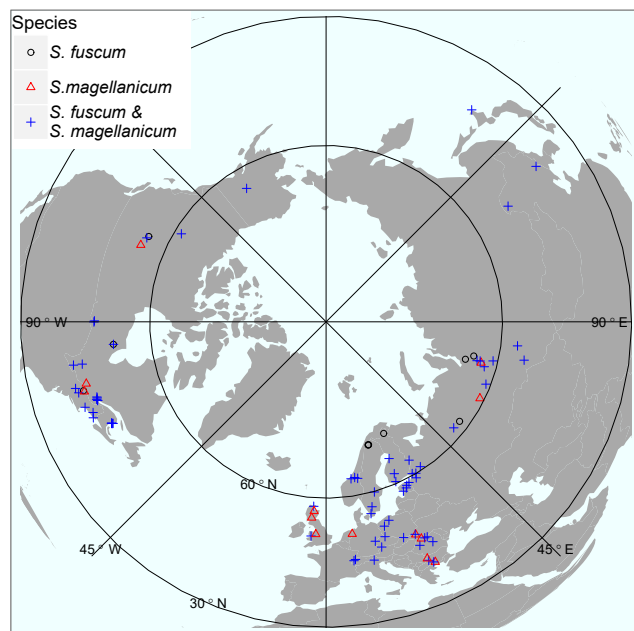 Species
S. fuscum
S.magellanicum
S. fuscum &
S. magellanicum
90 ° W
90 ° E
60 ° N
45 ° W
45 ° E
30 ° N